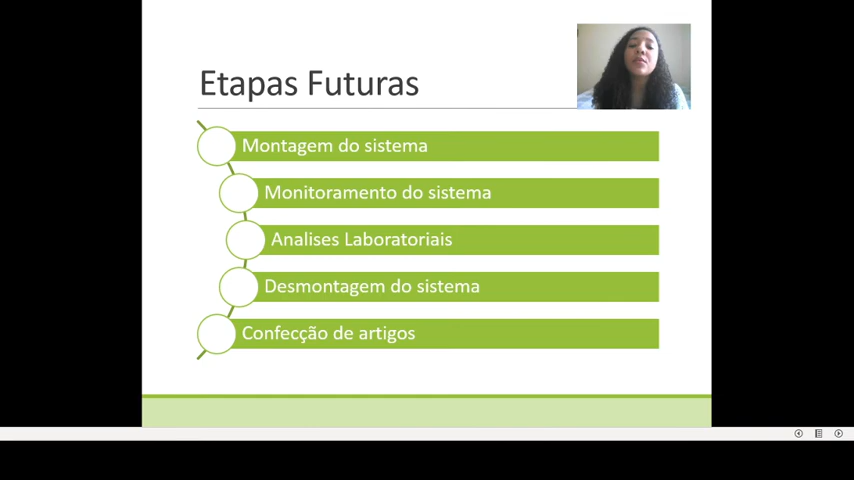 Etapas Futuras
Montagem do sistema
Monitoramento do sistema
Analises Laboratoriais
Desmontagem do sistema
Confecção de artigos